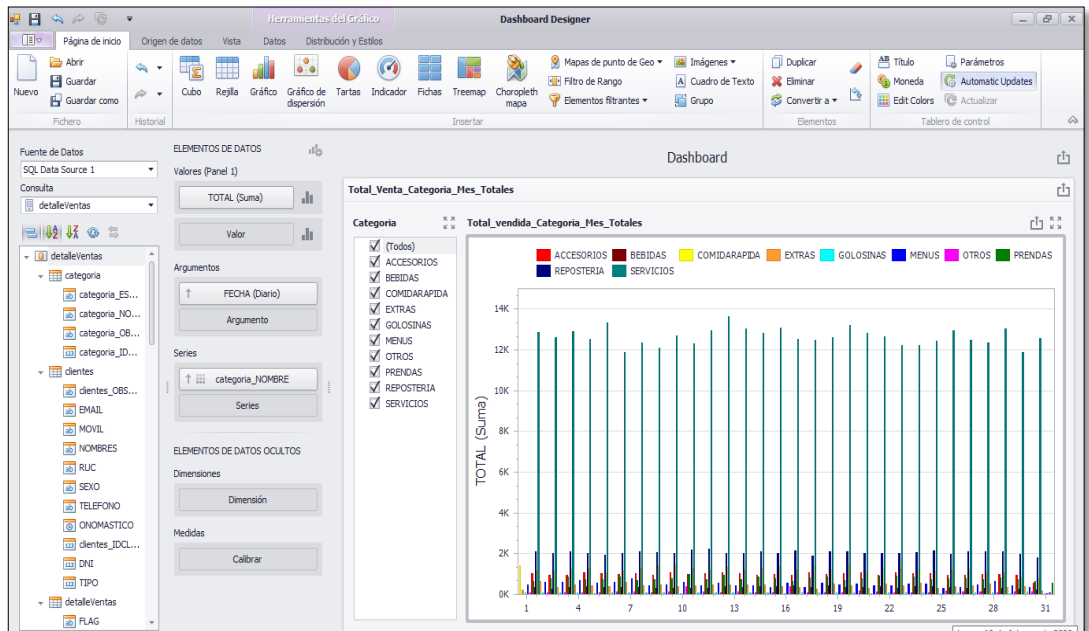 Herramientas del Gráfico
Dashboard Designer
Página de inicio
Origen de datos
Vista
Datos
Distribución y Estilos
Nuevo
Abrir
Guardar
Guardar como
Cubo
Rejilla
Gráfico
Gráfico de dispersión
Tartas
Indicador
Fichas
Treemap
Choropleth mapa
Mapas de punto de Geo
Filtro de Rango
Elementos filtrantes
Imágenes
Cuadro de Texto
Grupo
Duplicar
Eliminar
Convertir a
Título
Moneda
Edit Colors
Parámetros
Automatic Updates
Actualizar
Fichero
Historial
Insertar
Elementos
Tablero de control
Fuente de Datos
SQL Data Source 1
Consulta
detalleVentas
detalleVentas
categoria
categoria_ES...
categoria_NO...
categoria_OB...
categoria_ID...
clientes
clientes_OBS...
EMAIL
MOVIL
NOMBRES
RUC
SEXO
TELEFONO
ONOMASTICO
clientes_IDCL...
DNI
TIPO
detalleVentas
FLAG
ELEMENTOS DE DATOS
Valores (Panel 1)
TOTAL (Suma)
Valor
Argumentos
FECHA (Diario)
Argumento
Series
categoria_NOMBRE
Series
ELEMENTOS DE DATOS OCULTOS
Dimensiones
Dimensión
Medidas
Calibrar
Dashboard
Total_Venta_Categoria_Mes_Totales
Categoria
(Todos)
ACCESORIOS
BEBIDAS
COMIDARAPIDA
EXTRAS
GOLOSINAS
MENUS
OTROS
PRENDAS
REPOSTERIA
SERVICIOS
Total_vendida_Categoria_Mes_Totales
ACCESORIOS BEBIDAS COMIDARAPIDA EXTRAS GOLOSINAS MENUS OTROS PRENDAS
REPOSTERIA SERVICIOS
TOTAL (Suma)
14K
12K
10K
8K
6K
4K
2K
0K
1 4 7 10 13 16 19 22 25 28 31